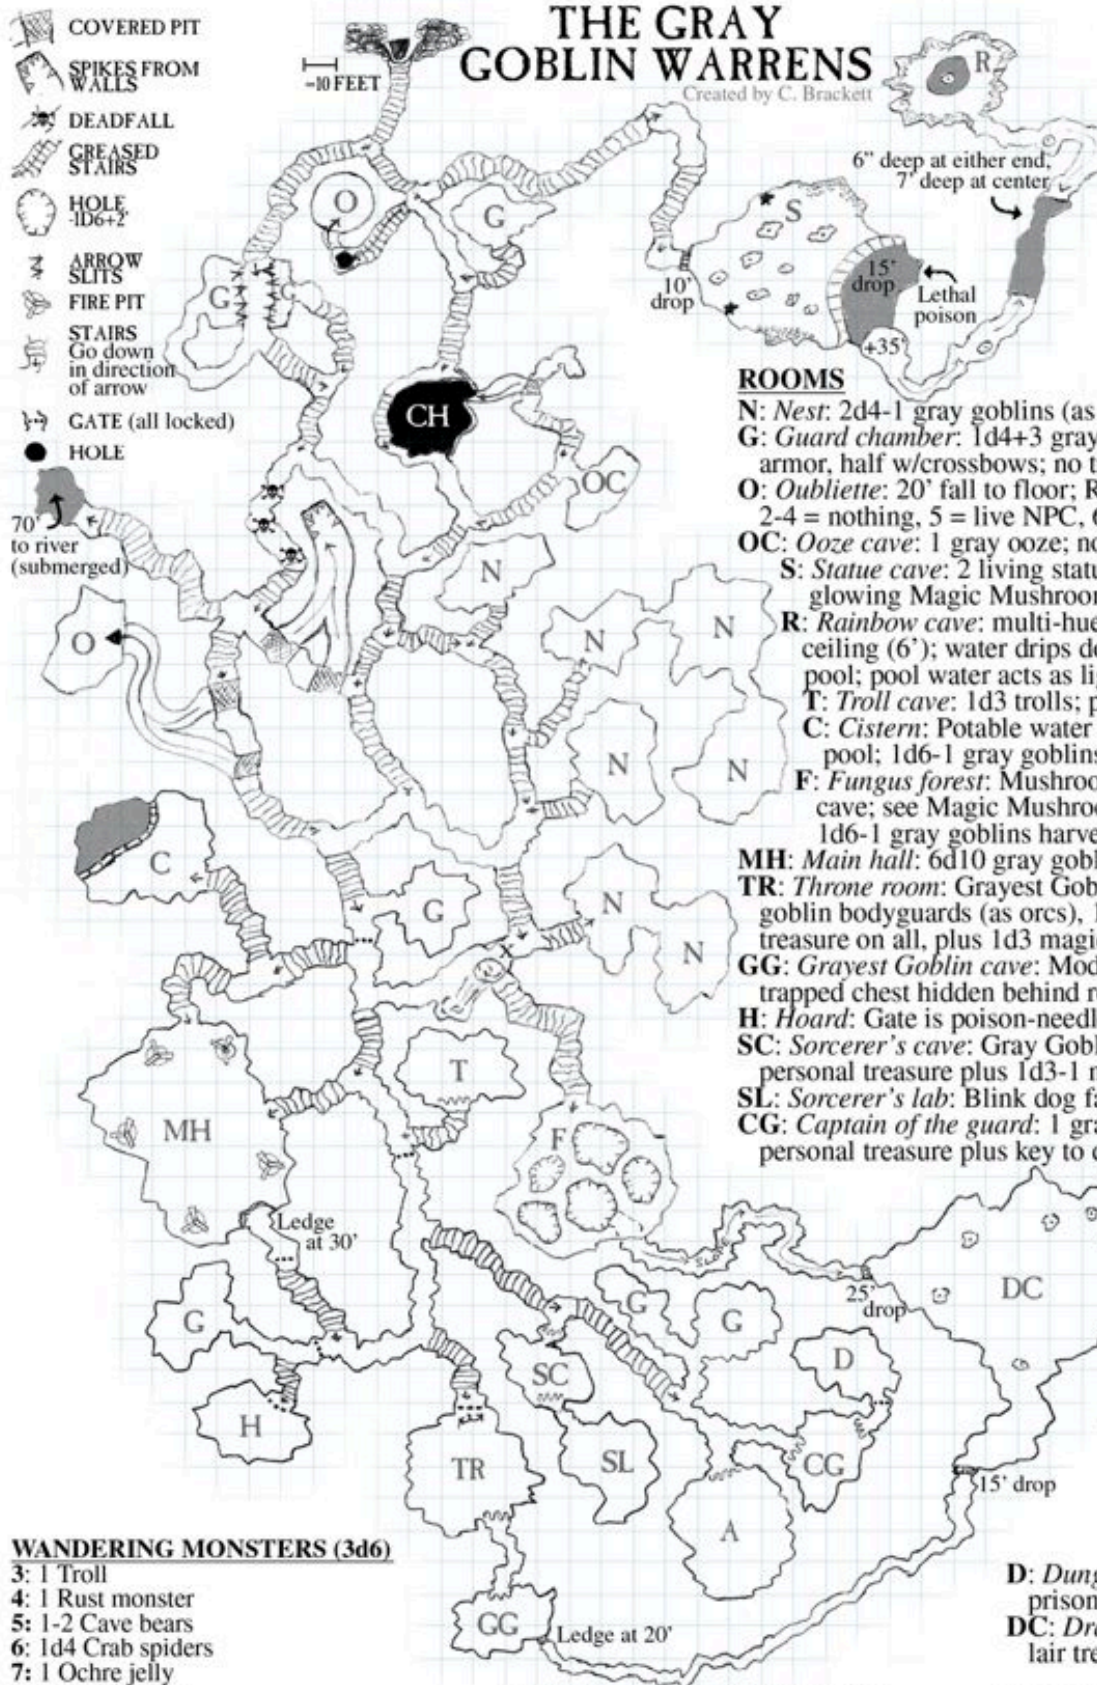 THE GRAY
GOBLIN WARRENS
Created by C. Brackett
COVERED PIT
SPIKES FROM
WALLS
DEADFALL
GREASED
STAIRS
HOLE
-1D6+2'
ARROW
SLITS
FIRE PIT
STAIRS
Go down
in direction
of arrow
GATE (all locked)
HOLE
=10 FEET
R
6" deep at either end,
7' deep at center
S
15'
drop
10'
drop
Lethal
poison
+35'
O
G
G
CH
OC
70'
to river
(submerged)
N
O
N
N
N
N
C
G
N
N
T
MH
F
Ledge
at 30'
25'
drop
DC
G
G
G
D
SC
H
TR
SL
CG
A
15' drop
GG
Ledge at 20'
ROOMS
N: Nest: 2d4-1 gray goblins (as
G: Guard chamber: 1d4+3 gray
armor, half w/crossbows; no t
O: Oubliette: 20' fall to floor; R
2-4 = nothing, 5 = live NPC, 6
OC: Ooze cave: 1 gray ooze; no
S: Statue cave: 2 living statu
glowing Magic Mushroom
R: Rainbow cave: multi-hue
ceiling (6'); water drips do
pool; pool water acts as lig
T: Troll cave: 1d3 trolls; p
C: Cistern: Potable water
pool; 1d6-1 gray goblins
F: Fungus forest: Mushroo
cave; see Magic Mushroo
1d6-1 gray goblins harve
MH: Main hall: 6d10 gray gobl
TR: Throne room: Grayest Gob
goblin bodyguards (as orcs), 1
treasure on all, plus 1d3 magi
GG: Grayest Goblin cave: Mod
trapped chest hidden behind r
H: Hoard: Gate is poison-needl
SC: Sorcerer's cave: Gray Gobl
personal treasure plus 1d3-1 m
SL: Sorcerer's lab: Blink dog fa
CG: Captain of the guard: 1 gra
personal treasure plus key to
WANDERING MONSTERS (3d6)
3: 1 Troll
4: 1 Rust monster
5: 1-2 Cave bears
6: 1d4 Crab spiders
7: 1 Ochre jelly
D: Dung
prison
DC: Dra
lair tre